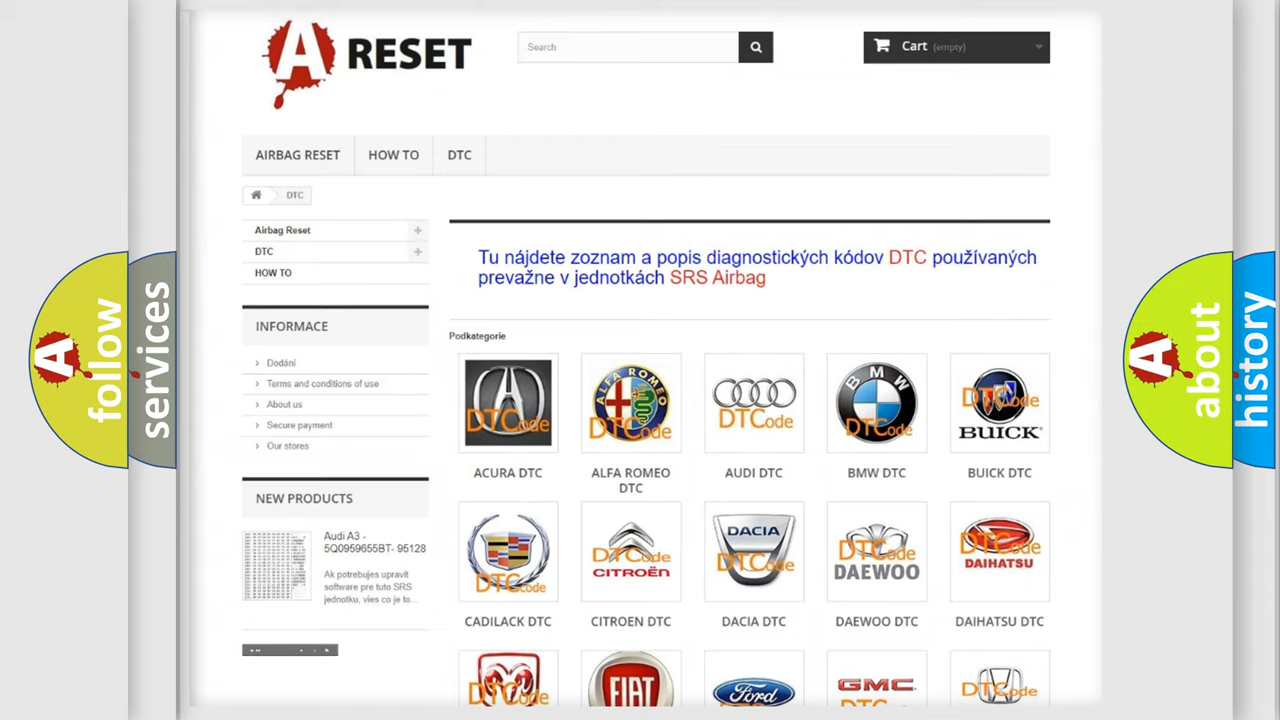 A RESET
Search
Cart (empty)
AIRBAG RESET
HOW TO
DTC
DTC
Airbag Reset
DTC
HOW TO
Tu nájdete zoznam a popis diagnostických kódov DTC používaných
prevažne v jednotkách SRS Airbag
INFORMACE
Dodání
Terms and conditions of use
About us
Secure payment
Our stores
Podkategorie
DTCode
ALFA ROMEO
DTCode
DTCode
BMW
DTCode
DTCode
BUICK
ACURA DTC
ALFA ROMEO
DTC
AUDI DTC
BMW DTC
BUICK DTC
NEW PRODUCTS
Audi A3 -
5Q0959655BT- 95128
Ak potrebujes upravit
software pre tuto SRS
jednotku, vies co je to...
DTCode
DTCode
CITROËN
DACIA
DTCode
DTCode
DAEWOO
DTCode
DAIHATSU
CADILACK DTC
CITROEN DTC
DACIA DTC
DAEWOO DTC
DAIHATSU DTC
DTCode
FIAT
Ford
GMC
DTCode
A follow
services
A about
history